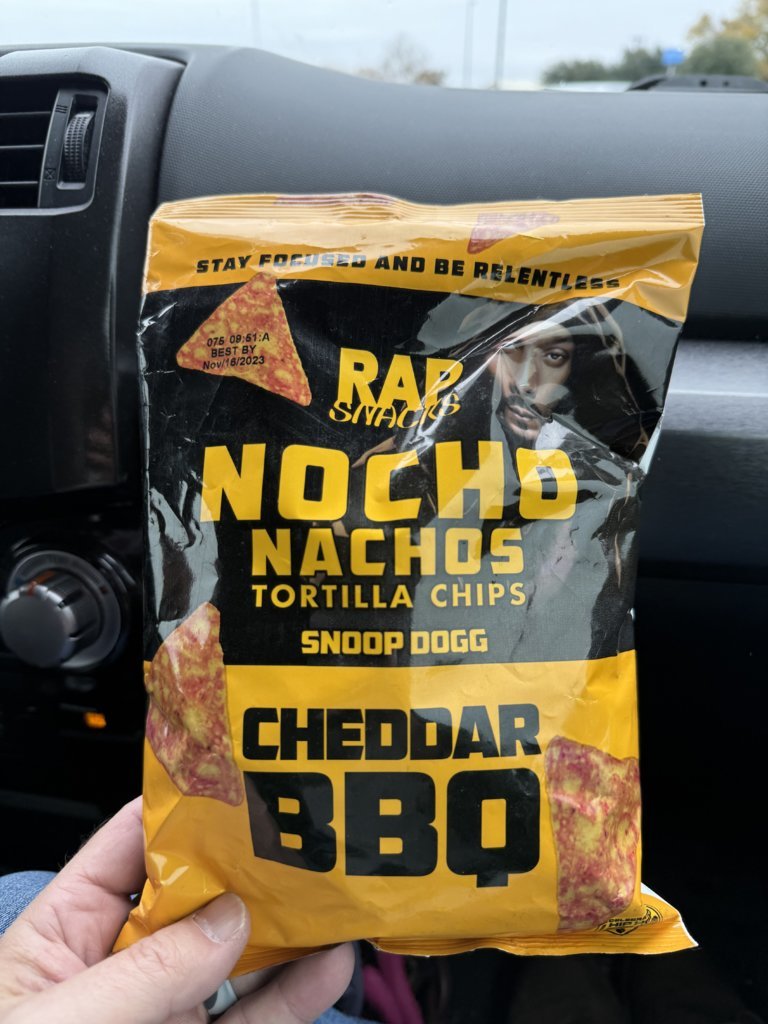 STAY FOCUSED AND BE RELENTLESS
075 09:51:A
BEST BY
Nov/16/2023
RAP
SNACKS
NOCHO
NACHOS
TORTILLA CHIPS
SNOOP DOGG
CHEDDAR
BBQ